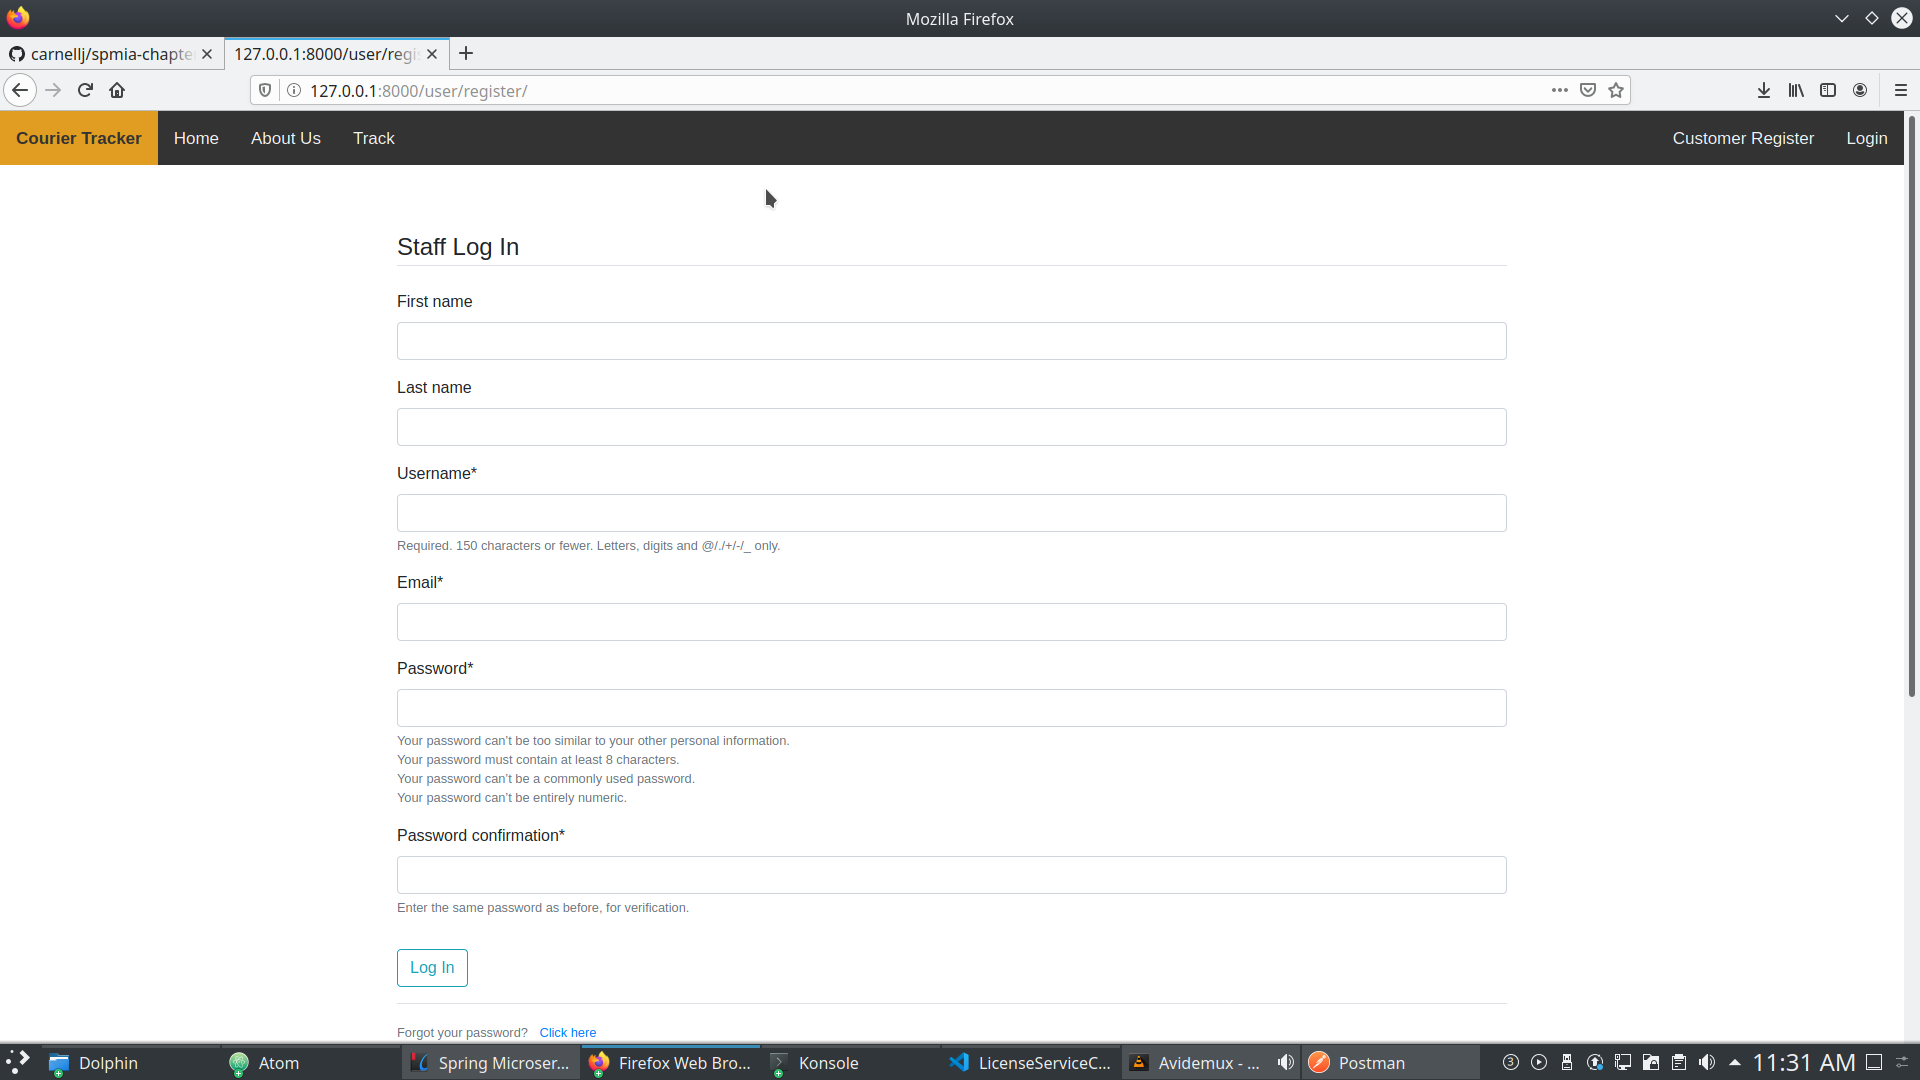 Mozilla Firefox
carnellj/spmia-chapte
127.0.0.1:8000/user/regi
127.0.0.1:8000/user/register/
Courier Tracker Home About Us Track Customer Register Login
Staff Log In
First name
Last name
Username*
Required. 150 characters or fewer. Letters, digits and @/./+/-/_ only.
Email*
Password*
Your password can't be too similar to your other personal information.
Your password must contain at least 8 characters.
Your password can't be a commonly used password.
Your password can't be entirely numeric.
Password confirmation*
Enter the same password as before, for verification.
Log In
Forgot your password? Click here
Dolphin Atom Spring Microser... Firefox Web Bro... Konsole LicenseServiceC... Avidemux - ... Postman 3 11:31 AM